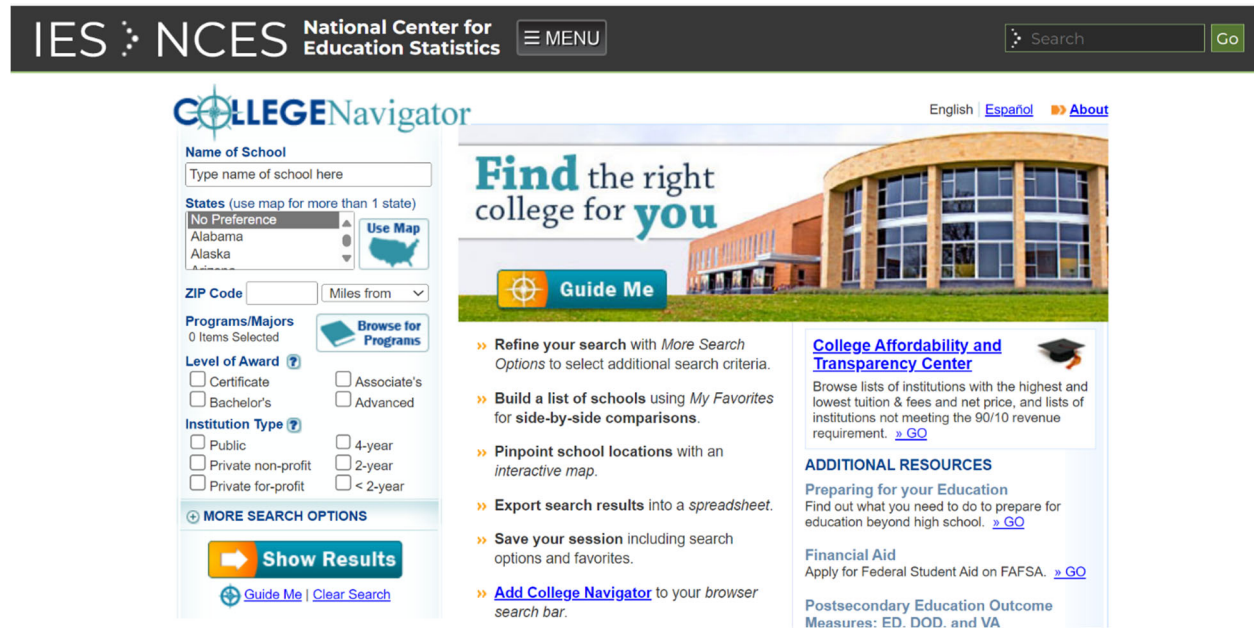 IES NCES National Center for
Education Statistics
MENU
Search
Go
COLLEGENavigator
English Español About
Name of School
Type name of school here
States (use map for more than 1 state)
No Preference
Alabama
Alaska
Arizona
Use Map
ZIP Code
Miles from
Programs/Majors
0 Items Selected
Browse for
Programs
Level of Award ?
Certificate
Associate's
Bachelor's
Advanced
Institution Type ?
Public
4-year
Private non-profit
2-year
Private for-profit
< 2-year
MORE SEARCH OPTIONS
Show Results
Guide Me | Clear Search
Find the right
college for you
Guide Me
» Refine your search with More Search
Options to select additional search criteria.
» Build a list of schools using My Favorites
for side-by-side comparisons.
» Pinpoint school locations with an
interactive map.
» Export search results into a spreadsheet.
» Save your session including search
options and favorites.
» Add College Navigator to your browser
search bar.
College Affordability and
Transparency Center
Browse lists of institutions with the highest and
lowest tuition & fees and net price, and lists of
institutions not meeting the 90/10 revenue
requirement. » GO
ADDITIONAL RESOURCES
Preparing for your Education
Find out what you need to do to prepare for
education beyond high school. » GO
Financial Aid
Apply for Federal Student Aid on FAFSA. » GO
Postsecondary Education Outcome
Measures: ED, DOD, and VA